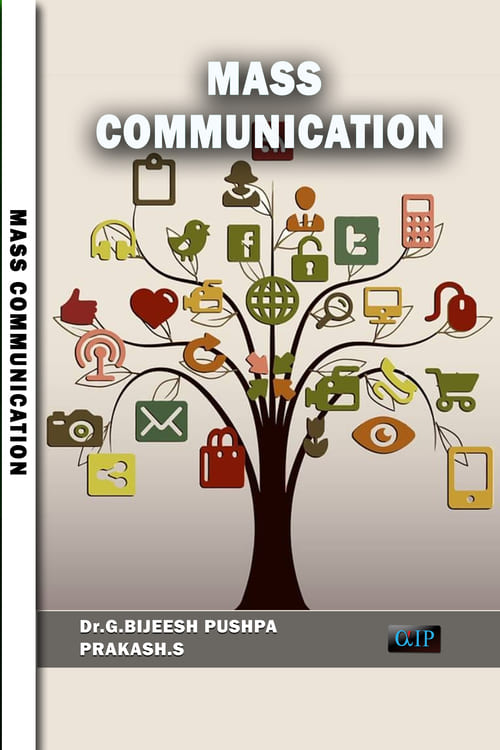 MASS
COMMUNICATION
MASS COMMUNICATION
f
t
Dr.G.BIJEESH PUSHPA
PRAKASH.S
αIP